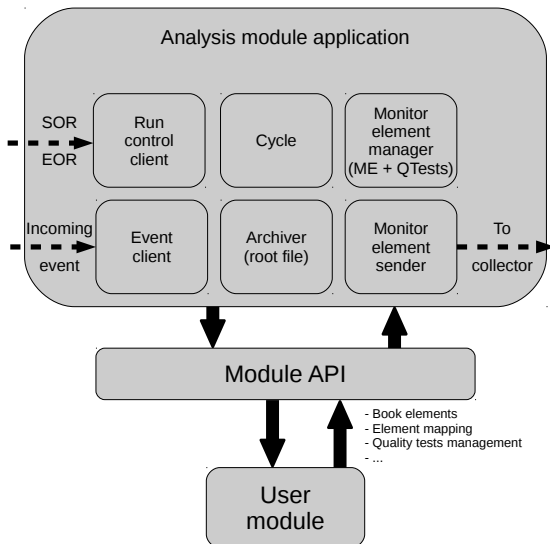 Analysis module application
SOR
EOR
Run
control
client
Cycle
Monitor
element
manager
(ME + QTests)
Incoming
event
Event
client
Archiver
(root file)
Monitor
element
sender
To
collector
Module API
- Book elements
- Element mapping
- Quality tests management
- ...
User
module